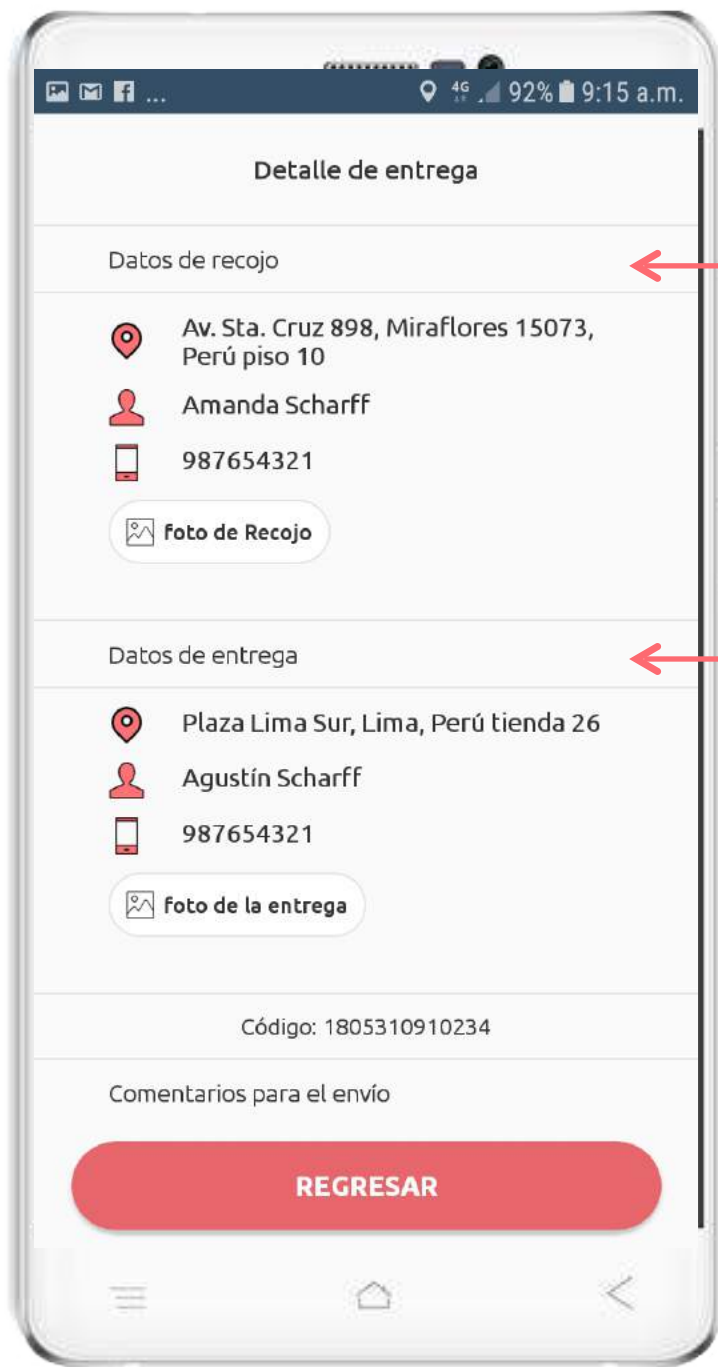 ... 4G 92% 9:15 a.m.
Detalle de entrega
Datos de recojo
Av. Sta. Cruz 898, Miraflores 15073,
Perú piso 10
Amanda Scharff
987654321
foto de Recojo
Datos de entrega
Plaza Lima Sur, Lima, Perú tienda 26
Agustín Scharff
987654321
foto de la entrega
Código: 1805310910234
Comentarios para el envío
REGRESAR